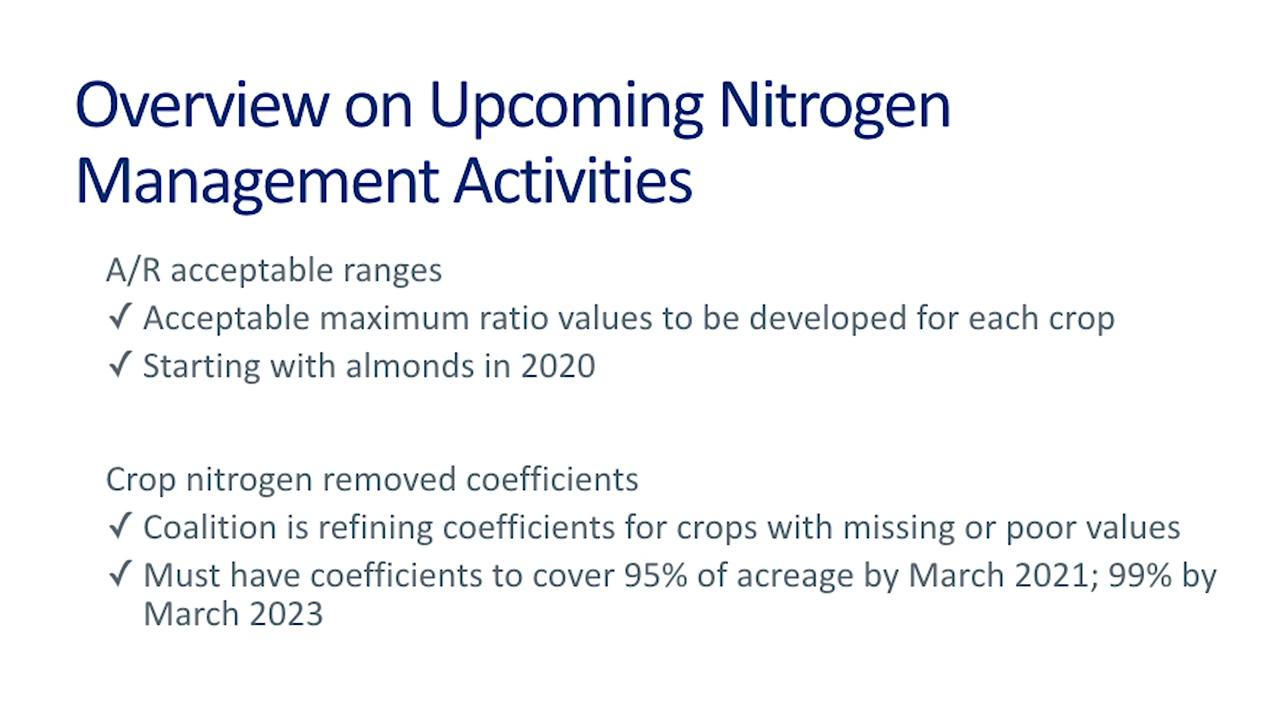 Overview on Upcoming Nitrogen
Management Activities
A/R acceptable ranges
✓ Acceptable maximum ratio values to be developed for each crop
✓ Starting with almonds in 2020
Crop nitrogen removed coefficients
✓ Coalition is refining coefficients for crops with missing or poor values
✓ Must have coefficients to cover 95% of acreage by March 2021; 99% by
March 2023